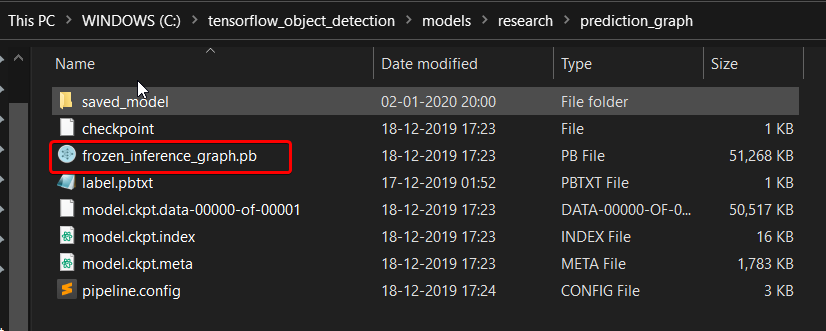 This PC > WINDOWS (C:) > tensorflow_object_detection > models > research > prediction_graph
Name Date modified Type Size
saved_model 02-01-2020 20:00 File folder
checkpoint 18-12-2019 17:23 File 1 KB
frozen_inference_graph.pb 18-12-2019 17:23 PB File 51,268 KB
label.pbtxt 17-12-2019 01:52 PBTXT File 1 KB
model.ckpt.data-00000-of-00001 18-12-2019 17:23 DATA-00000-OF-0... 50,517 KB
model.ckpt.index 18-12-2019 17:23 INDEX File 16 KB
model.ckpt.meta 18-12-2019 17:23 META File 1,783 KB
pipeline.config 18-12-2019 17:24 CONFIG File 3 KB